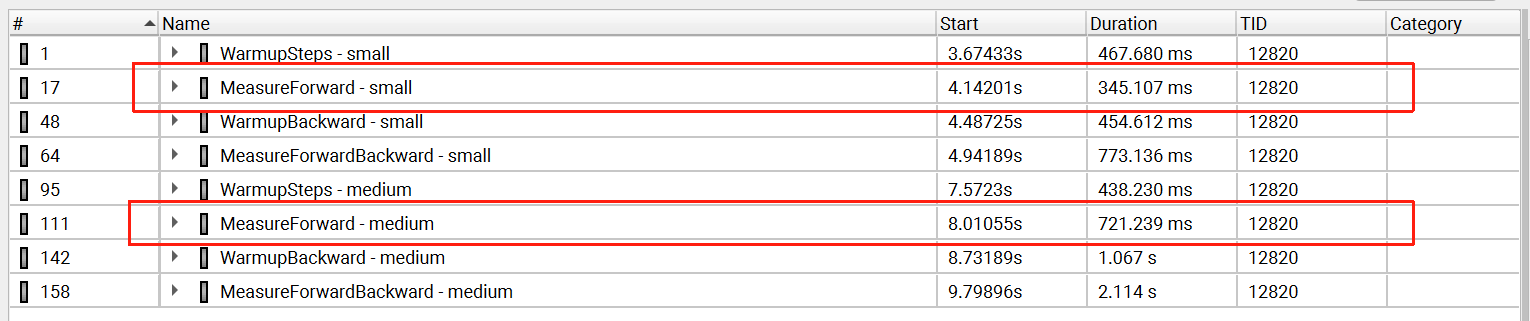 # Name Start Duration TID Category
1 WarmupSteps - small 3.67433s 467.680 ms 12820
17 MeasureForward - small 4.14201s 345.107 ms 12820
48 WarmupBackward - small 4.48725s 454.612 ms 12820
64 MeasureForwardBackward - small 4.94189s 773.136 ms 12820
95 WarmupSteps - medium 7.5723s 438.230 ms 12820
111 MeasureForward - medium 8.01055s 721.239 ms 12820
142 WarmupBackward - medium 8.73189s 1.067 s 12820
158 MeasureForwardBackward - medium 9.79896s 2.114 s 12820